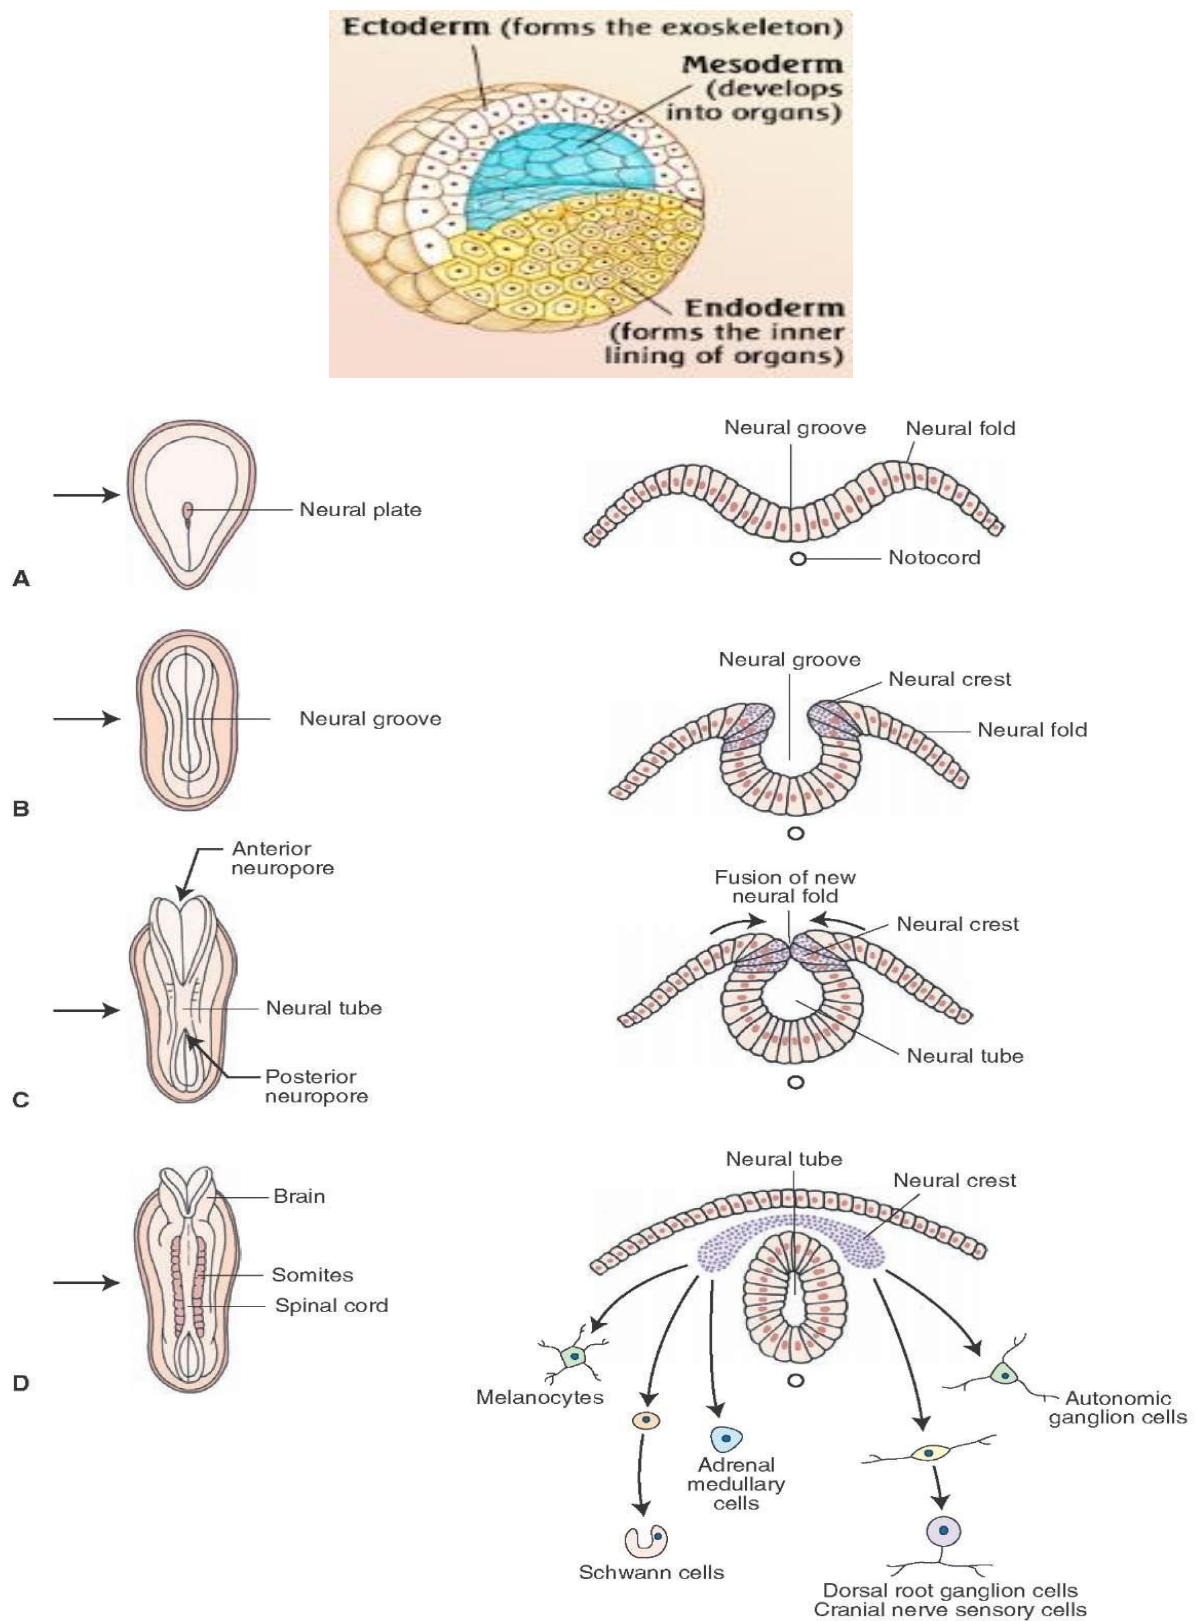 Ectoderm (forms the exoskeleton)
Mesoderm
(develops
into organs)
Endoderm
(forms the inner
lining of organs)
Neural plate
A
Neural groove
Neural fold
Notocord
Neural groove
B
Neural groove
Neural crest
Neural fold
Anterior
neuropore
Neural tube
Posterior
neuropore
C
Fusion of new
neural fold
Neural crest
Neural tube
Brain
Somites
Spinal cord
D
Neural tube
Neural crest
Melanocytes
Schwann cells
Adrenal
medullary
cells
Autonomic
ganglion cells
Dorsal root ganglion cells
Cranial nerve sensory cells